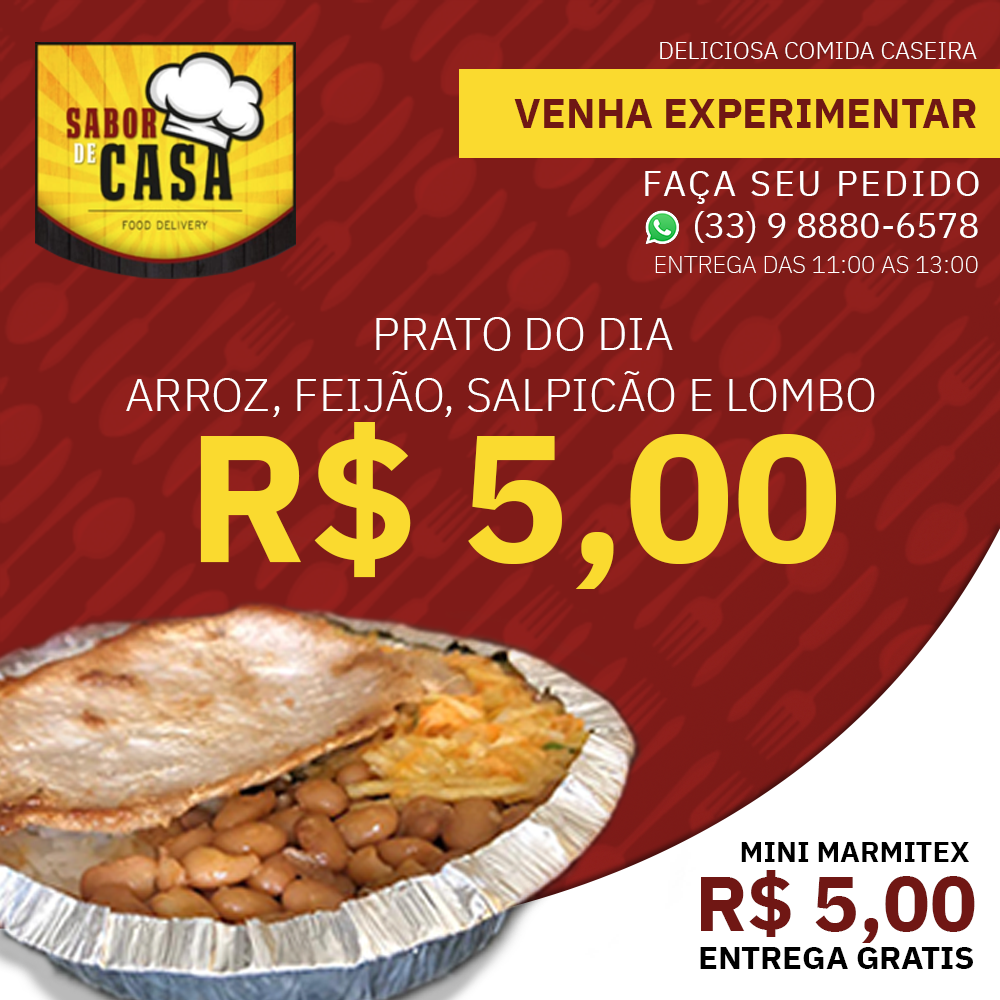 SABOR
DE
CASA
FOOD DELIVERY
DELICIOSA COMIDA CASEIRA
VENHA EXPERIMENTAR
FAÇA SEU PEDIDO
(33) 9 8880-6578
ENTREGA DAS 11:00 AS 13:00
PRATO DO DIA
ARROZ, FEIJÃO, SALPICÃO E LOMBO
R$ 5,00
MINI MARMITEX
R$ 5,00
ENTREGA GRATIS